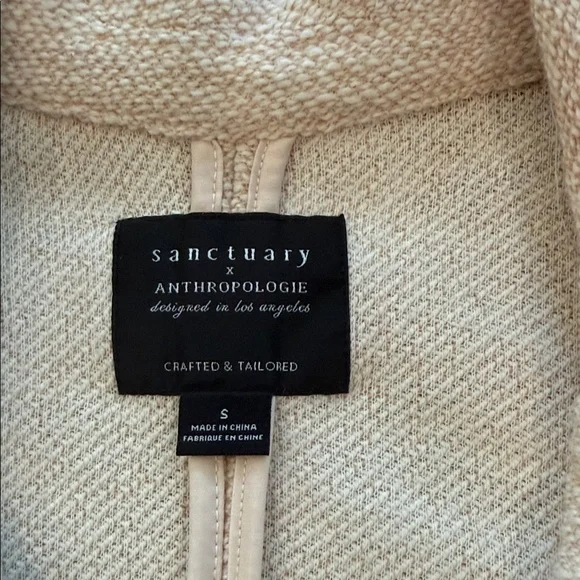 sanctuary
x
ANTHROPOLOGIE
designed in los angeles
CRAFTED & TAILORED
S
MADE IN CHINA
FABRIQUE EN CHINE